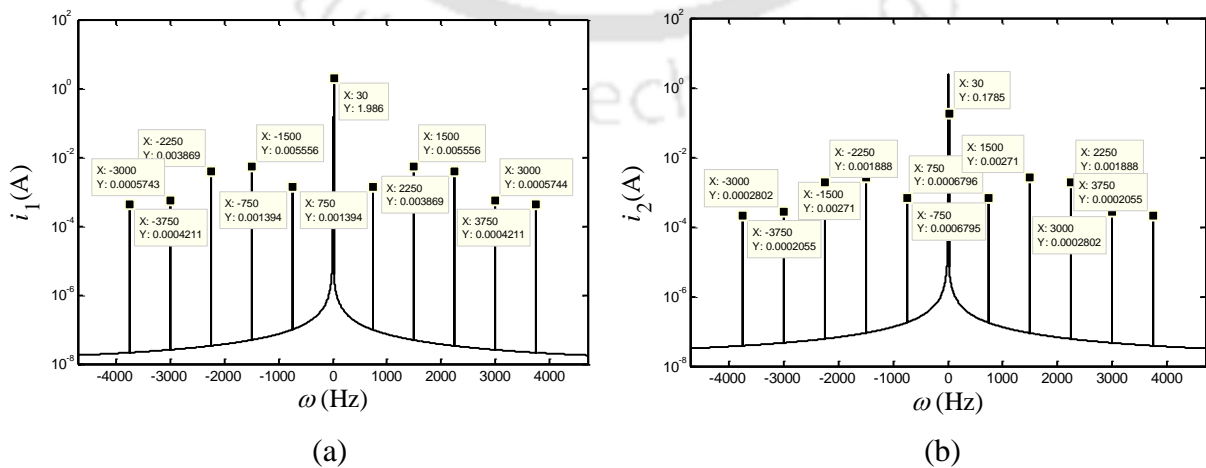 10^2
10^0
10^-2
10^-4
10^-6
10^-8
i_1(A)
X: 30
Y: 1.986
X: -2250
Y: 0.003869
X: -1500
Y: 0.005556
X: 1500
Y: 0.005556
X: -3000
Y: 0.0005743
X: 3000
Y: 0.0005744
X: -750
Y: 0.001394
X: 750
Y: 0.001394
X: 2250
Y: 0.003869
X: -3750
Y: 0.0004211
X: 3750
Y: 0.0004211
-4000 -3000 -2000 -1000 0 1000 2000 3000 4000
ω (Hz)
(a)
10^2
10^0
10^-2
10^-4
10^-6
10^-8
i_2(A)
X: 30
Y: 0.1785
X: -2250
Y: 0.001888
X: 1500
Y: 0.00271
X: 2250
Y: 0.001888
X: 750
Y: 0.0006796
X: -3000
Y: 0.0002802
X: -1500
Y: 0.00271
X: 3750
Y: 0.0002055
X: -3750
Y: 0.0002055
X: -750
Y: 0.0006795
X: 3000
Y: 0.0002802
-4000 -3000 -2000 -1000 0 1000 2000 3000 4000
ω (Hz)
(b)